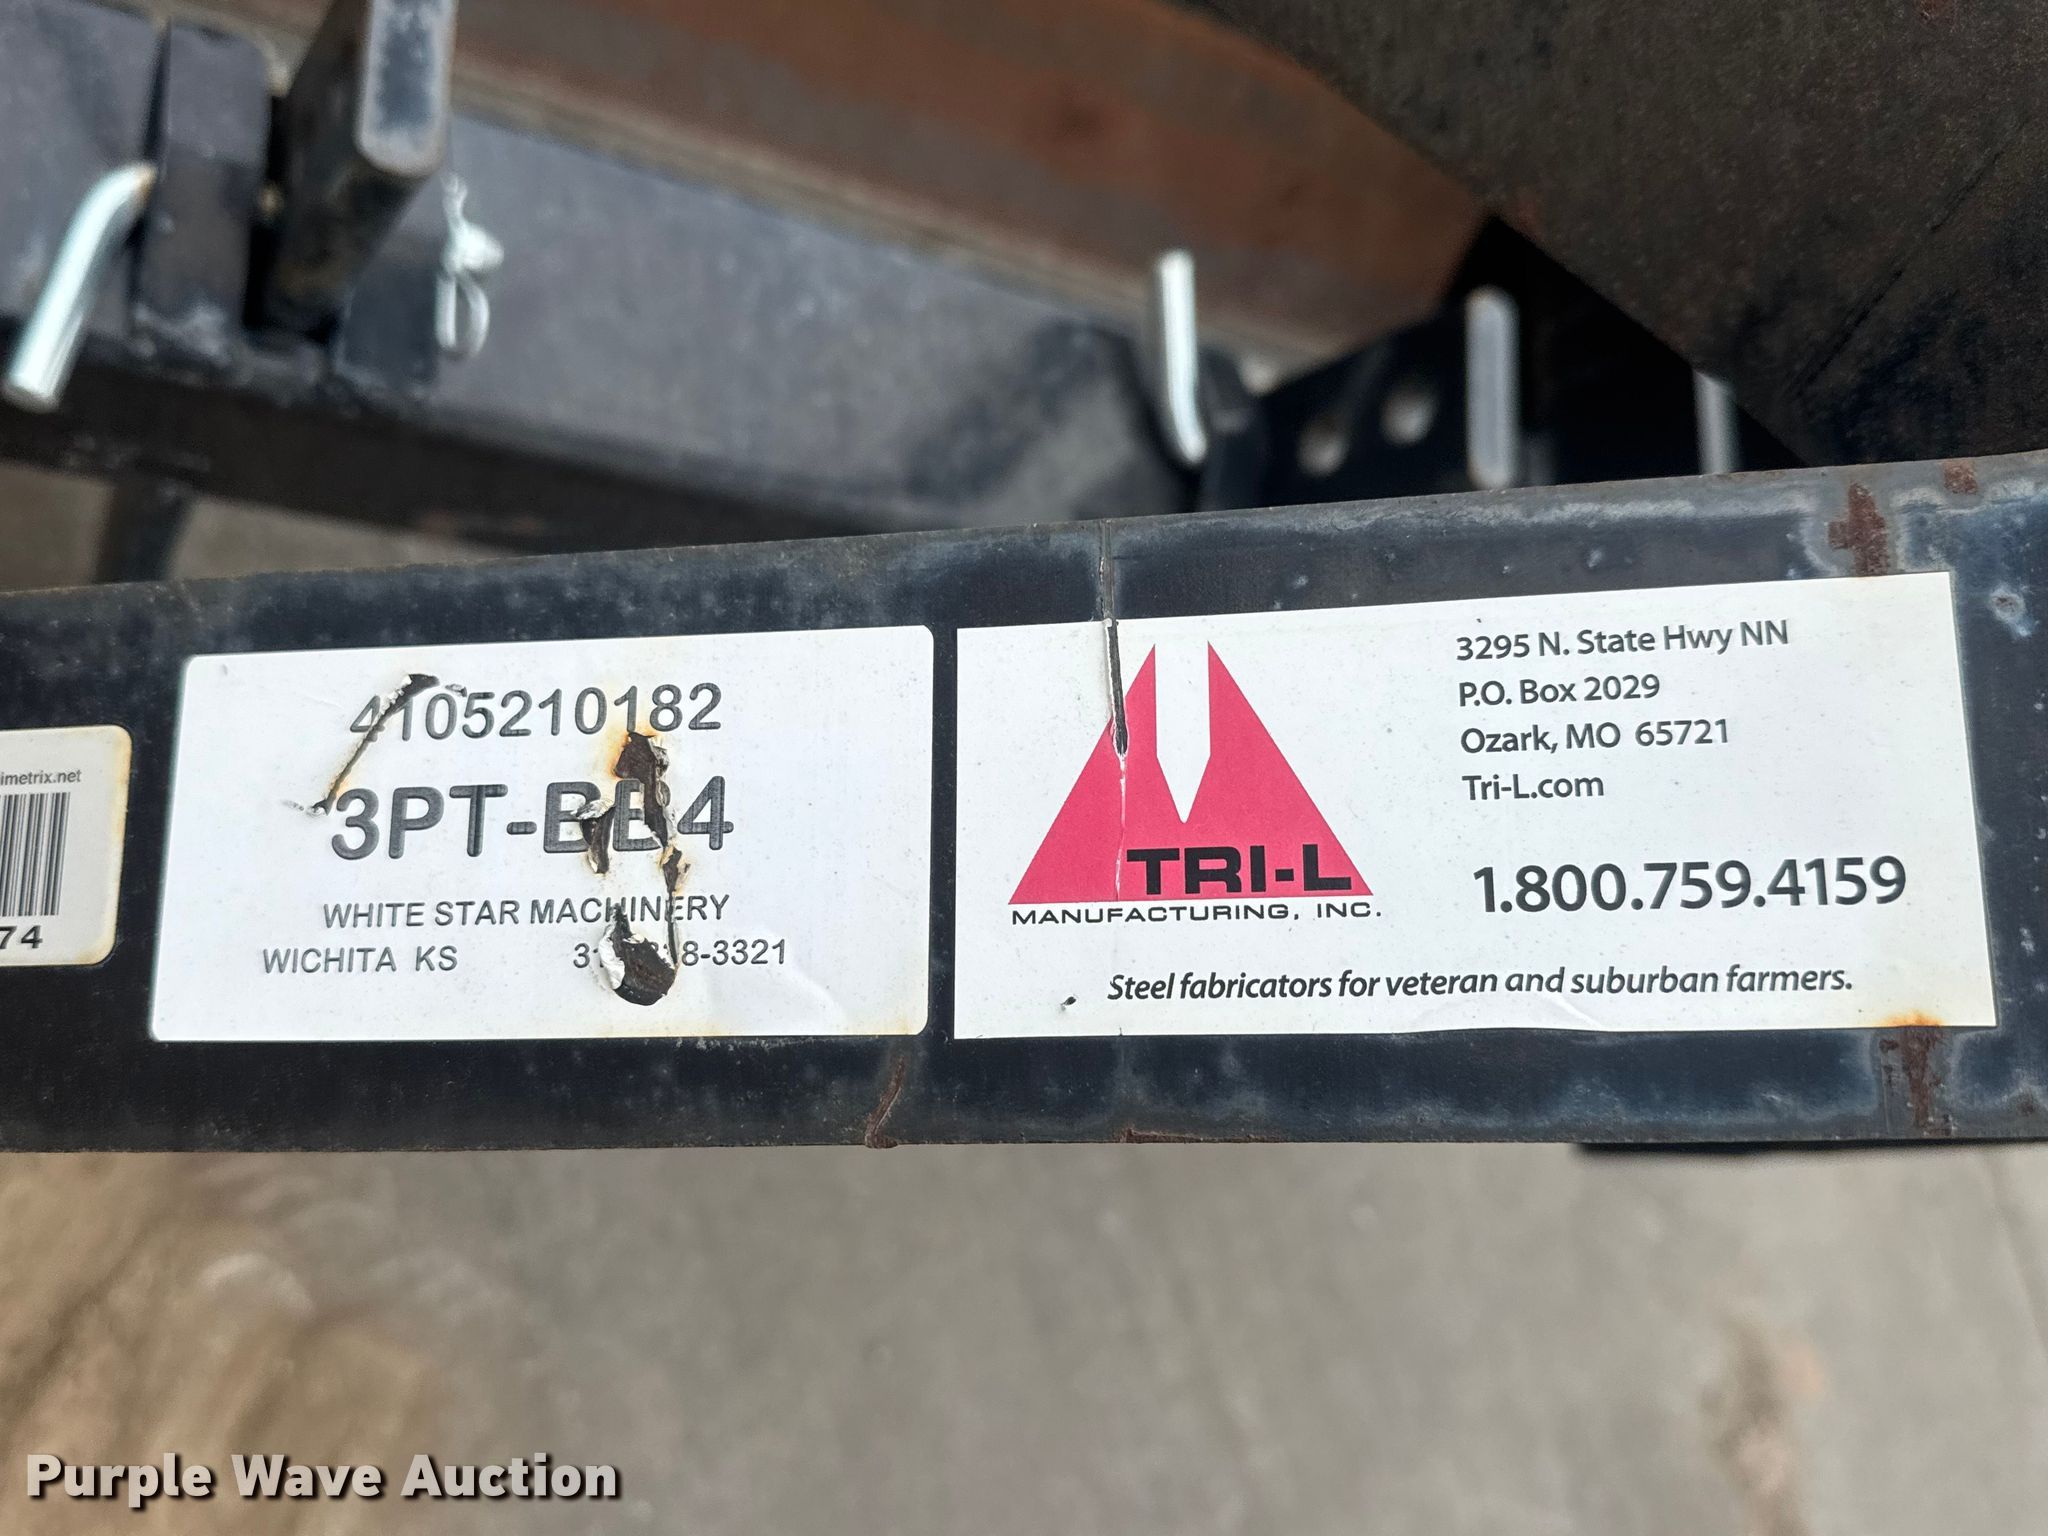 imetrix.net
74
4105210182
3PT-BB4
WHITE STAR MACHINERY
WICHITA KS
TRI-L
MANUFACTURING, INC.
3295 N. State Hwy NN
P.O. Box 2029
Ozark, MO 65721
Tri-L.com
1.800.759.4159
Steel fabricators for veteran and suburban farmers.
Purple Wave Auction